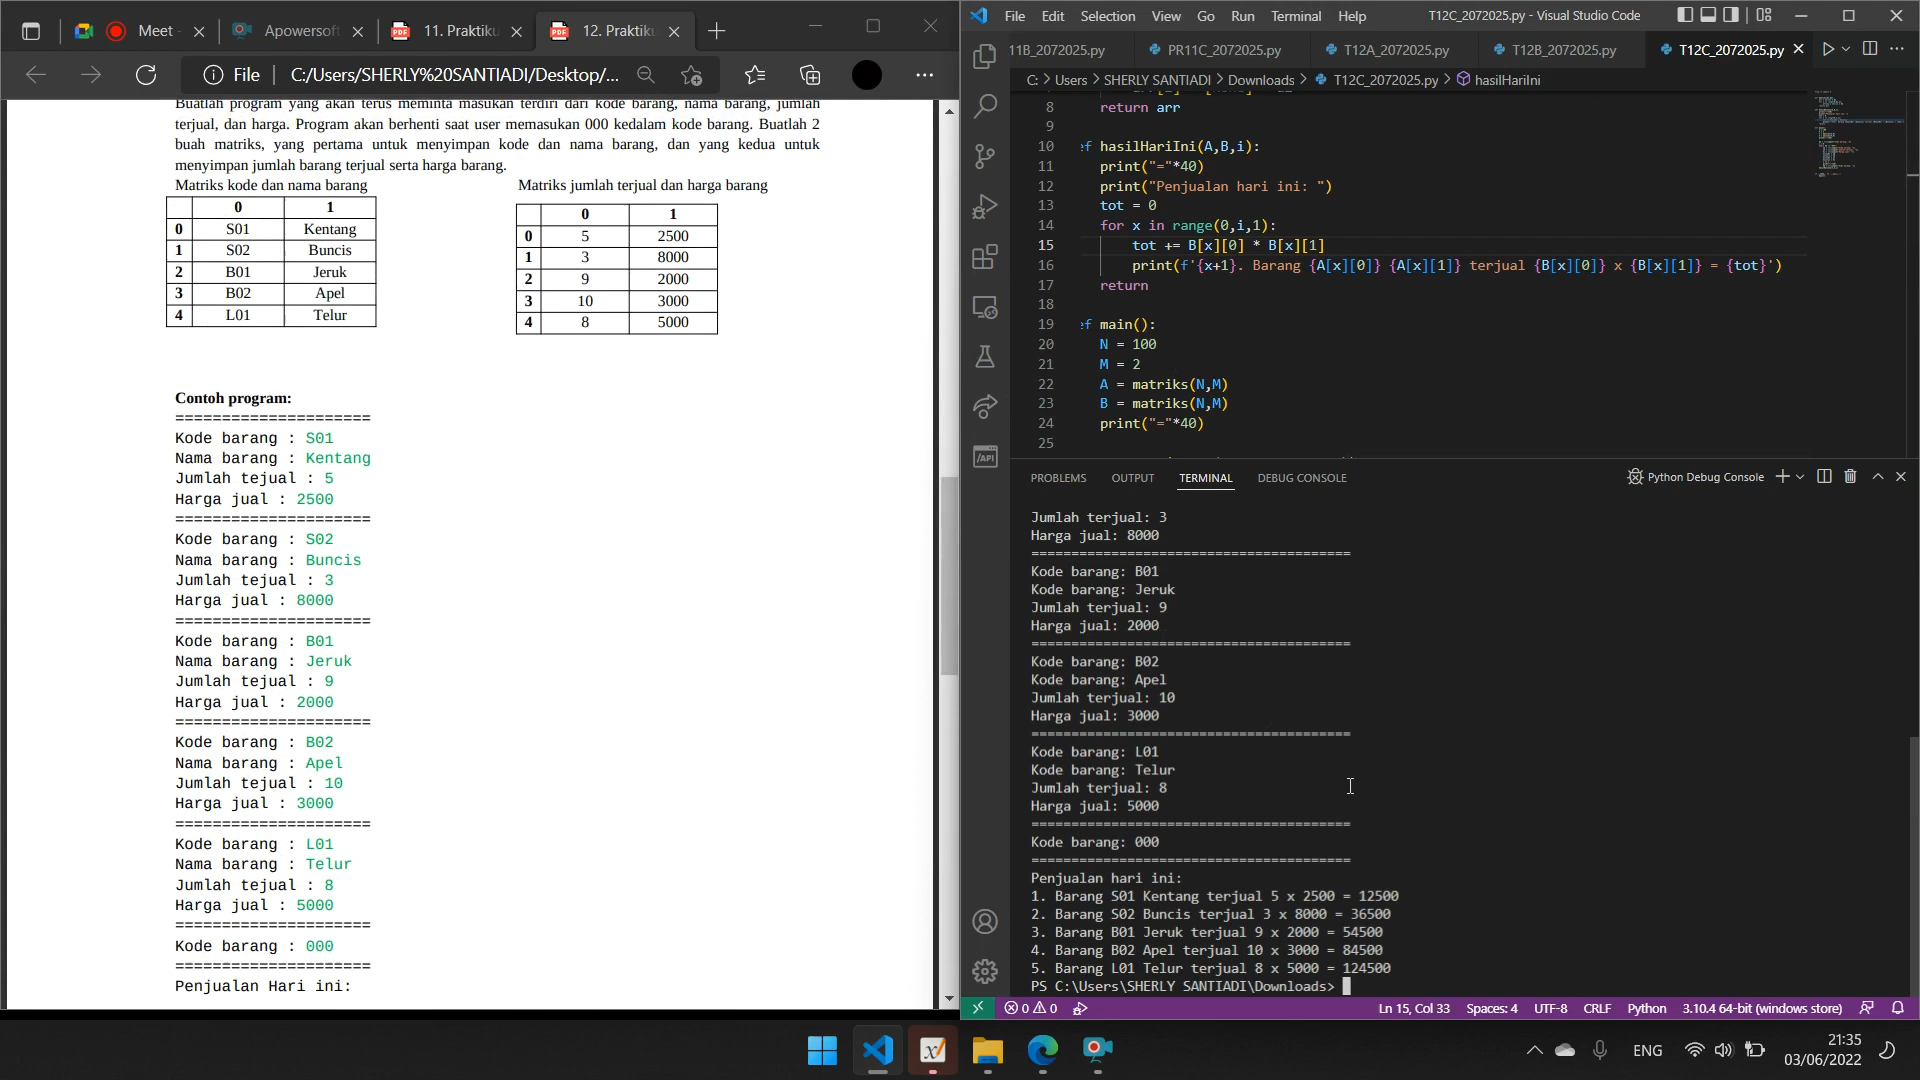 Meet
Apowersoft
11. Praktiku
12. Praktiku
File
C:/Users/SHERLY%20SANTIADI/Desktop/...
Buatlah program yang akan terus meminta masukan terdiri dari kode barang, nama barang, jumlah
terjual, dan harga. Program akan berhenti saat user memasukan 000 kedalam kode barang. Buatlah 2
buah matriks, yang pertama untuk menyimpan kode dan nama barang, dan yang kedua untuk
menyimpan jumlah barang terjual serta harga barang.
Matriks kode dan nama barang
0 1
0 S01 Kentang
1 S02 Buncis
2 B01 Jeruk
3 B02 Apel
4 L01 Telur
Matriks jumlah terjual dan harga barang
0 1
0 5 2500
1 3 8000
2 9 2000
3 10 3000
4 8 5000
Contoh program:
=====================
Kode barang : S01
Nama barang : Kentang
Jumlah tejual : 5
Harga jual : 2500
=====================
Kode barang : S02
Nama barang : Buncis
Jumlah tejual : 3
Harga jual : 8000
=====================
Kode barang : B01
Nama barang : Jeruk
Jumlah tejual : 9
Harga jual : 2000
=====================
Kode barang : B02
Nama barang : Apel
Jumlah tejual : 10
Harga jual : 3000
=====================
Kode barang : L01
Nama barang : Telur
Jumlah tejual : 8
Harga jual : 5000
=====================
Kode barang : 000
=====================
Penjualan Hari ini:
File Edit Selection View Go Run Terminal Help
T12C_2072025.py - Visual Studio Code
11B_2072025.py
PR11C_2072025.py
T12A_2072025.py
T12B_2072025.py
T12C_2072025.py
C: > Users > SHERLY SANTIADI > Downloads > T12C_2072025.py > hasilHariIni
8 return arr
9
10 ef hasilHariIni(A,B,i):
11 print("="*40)
12 print("Penjualan hari ini: ")
13 tot = 0
14 for x in range(0,i,1):
15 tot += B[x][0] * B[x][1]
16 print(f'{x+1}. Barang {A[x][0]} {A[x][1]} terjual {B[x][0]} x {B[x][1]} = {tot}')
17 return
18
19 ef main():
20 N = 100
21 M = 2
22 A = matriks(N,M)
23 B = matriks(N,M)
24 print("="*40)
25
PROBLEMS OUTPUT TERMINAL DEBUG CONSOLE
Python Debug Console
Jumlah terjual: 3
Harga jual: 8000
========================================
Kode barang: B01
Kode barang: Jeruk
Jumlah terjual: 9
Harga jual: 2000
========================================
Kode barang: B02
Kode barang: Apel
Jumlah terjual: 10
Harga jual: 3000
========================================
Kode barang: L01
Kode barang: Telur
Jumlah terjual: 8
Harga jual: 5000
========================================
Kode barang: 000
========================================
Penjualan hari ini:
1. Barang S01 Kentang terjual 5 x 2500 = 12500
2. Barang S02 Buncis terjual 3 x 8000 = 36500
3. Barang B01 Jeruk terjual 9 x 2000 = 54500
4. Barang B02 Apel terjual 10 x 3000 = 84500
5. Barang L01 Telur terjual 8 x 5000 = 124500
PS C:\Users\SHERLY SANTIADI\Downloads>
0 0
Ln 15, Col 33
Spaces: 4
UTF-8
CRLF
Python
3.10.4 64-bit (windows store)
ENG
21:35
03/06/2022